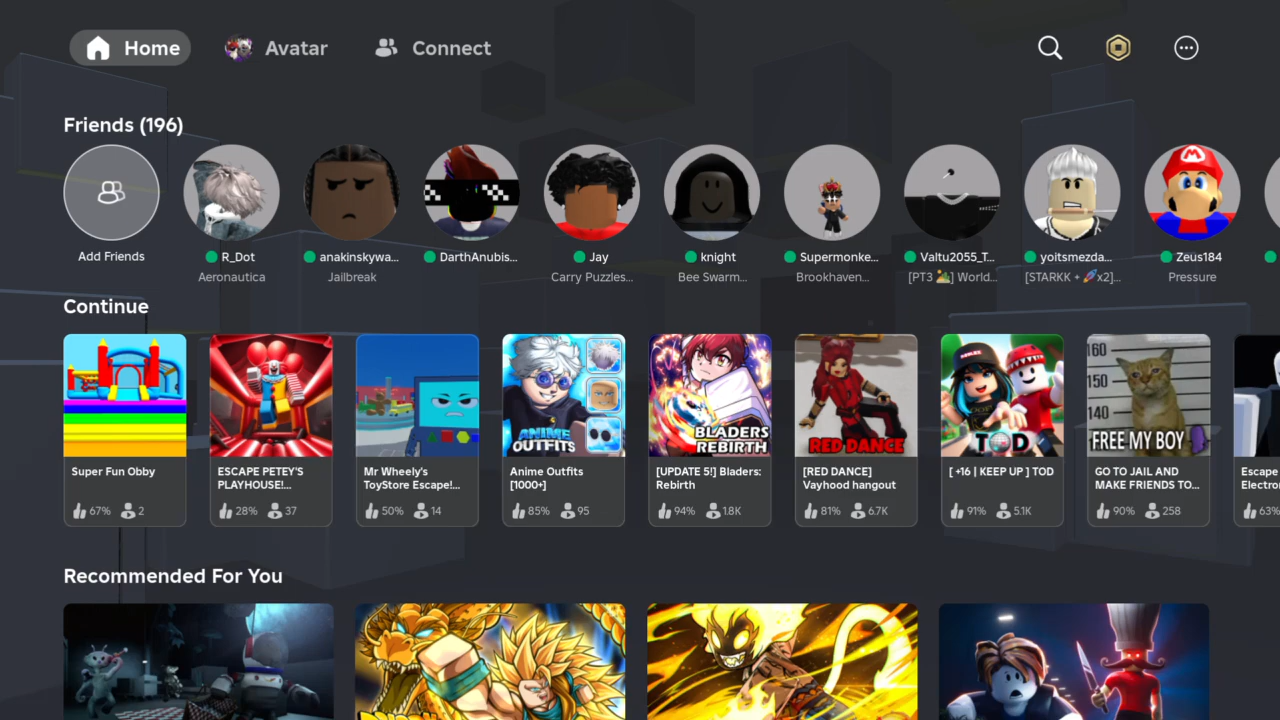 Home
Avatar
Connect
Friends (196)
Add Friends
R_Dot
Aeronautica
anakinskywa...
Jailbreak
DarthAnubis...
Jay
Carry Puzzles...
knight
Bee Swarm...
Supermonke...
Brookhaven...
Valtu2055_T...
[PT3 🏕️] World...
yoitsmezda...
[STARKK + 🚀x2]...
Zeus184
Pressure
Continue
ANIME
OUTFITS
BLADERS
REBIRTH
RED DANCE
ROBLOX
TOD
160
150
140
FREE MY BOY
Super Fun Obby
67%
2
ESCAPE PETEY'S
PLAYHOUSE!...
28%
37
Mr Wheely's
ToyStore Escape!...
50%
14
Anime Outfits
[1000+]
85%
95
[UPDATE 5!] Bladers:
Rebirth
94%
1.8K
[RED DANCE]
Vayhood hangout
81%
6.7K
[ +16 | KEEP UP ] TOD
91%
5.1K
GO TO JAIL AND
MAKE FRIENDS TO...
90%
258
Escape
Electro
63%
Recommended For You